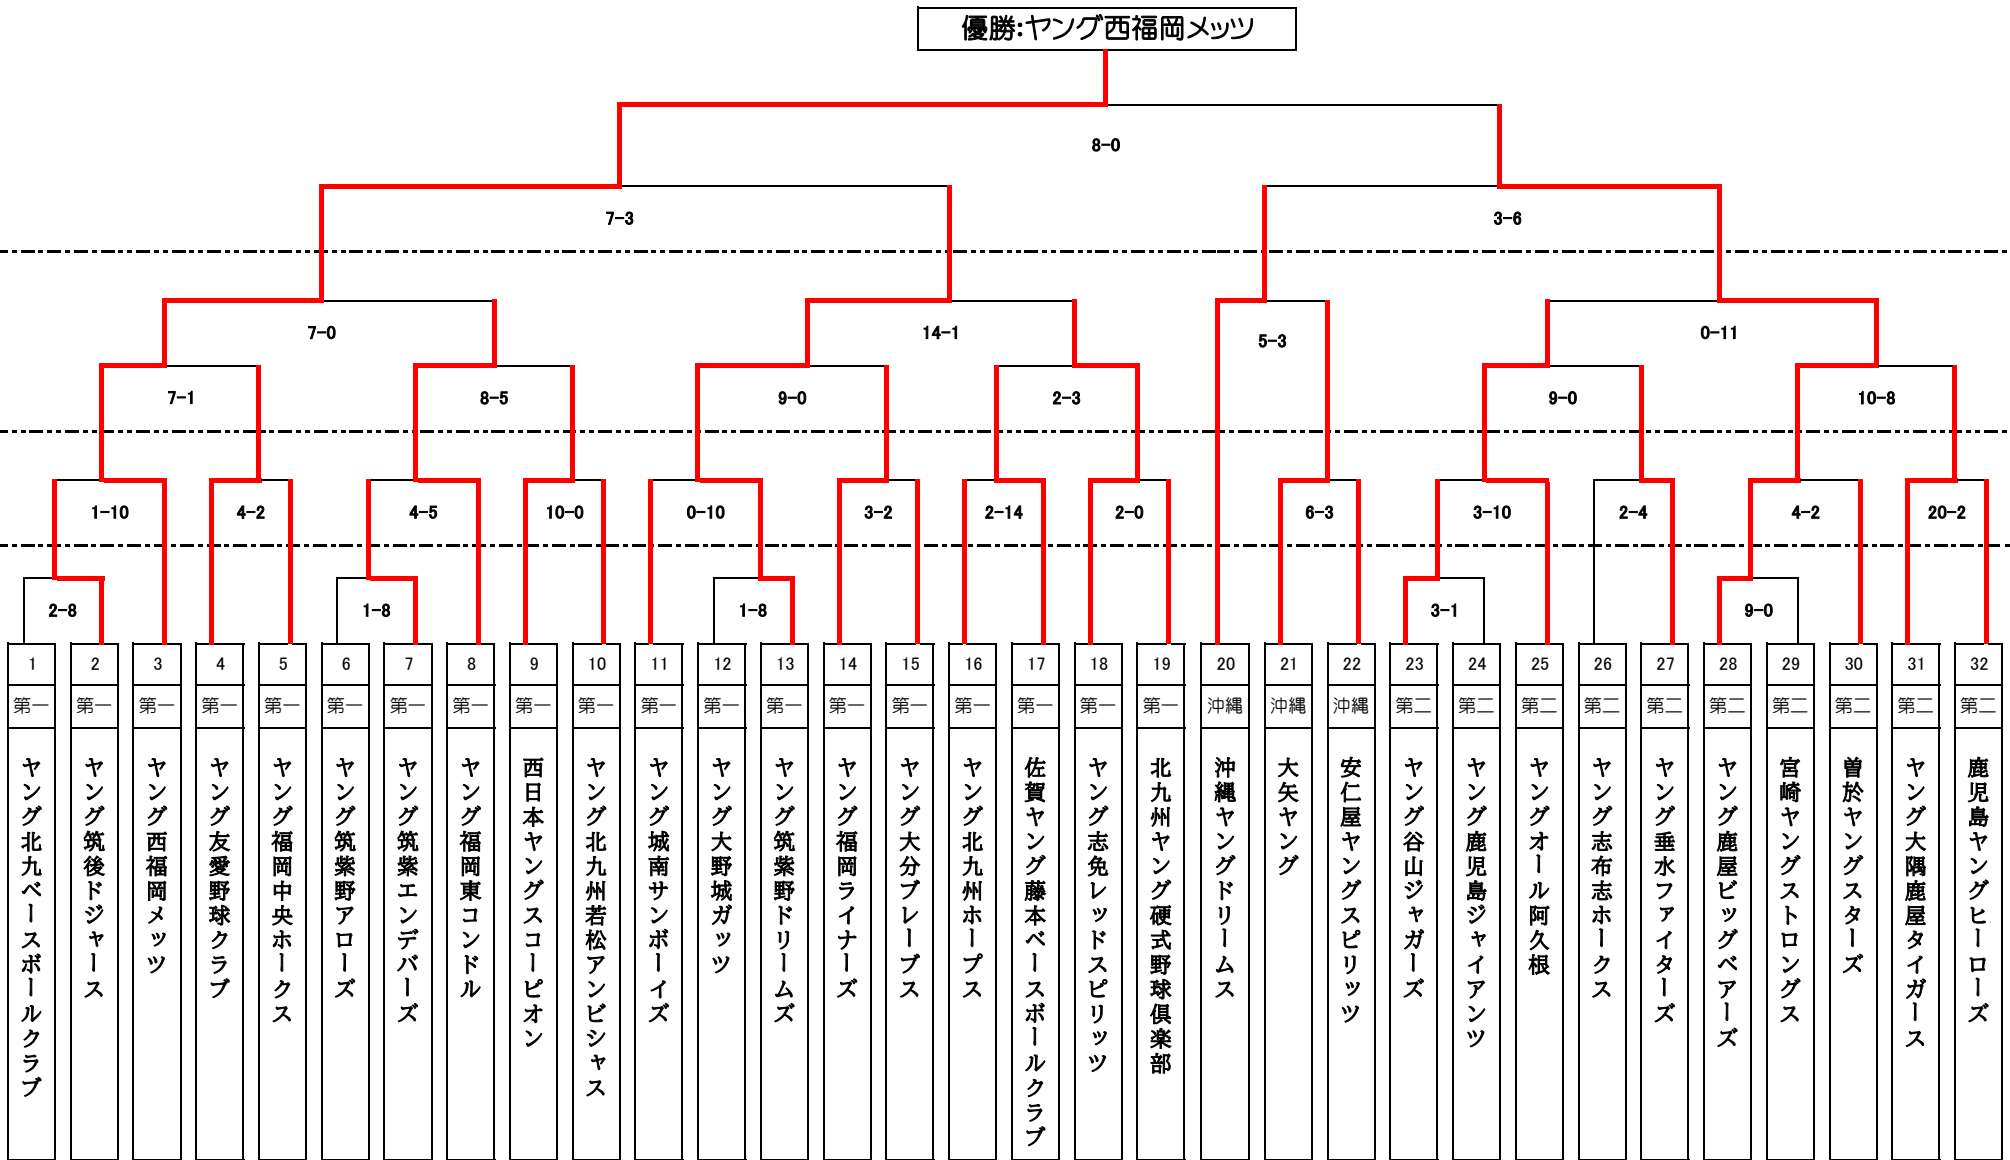 優勝:ヤング西福岡メッツ
8-0
7-3
3-6
7-0
14-1
5-3
0-11
7-1
8-5
9-0
2-3
9-0
10-8
1-10
4-2
4-5
10-0
0-10
3-2
2-14
2-0
6-3
3-10
2-4
4-2
20-2
2-8
1-8
1-8
3-1
9-0
1 2 3 4 5 6 7 8 9 10 11 12 13 14 15 16 17 18 19 20 21 22 23 24 25 26 27 28 29 30 31 32
第一 第一 第一 第一 第一 第一 第一 第一 第一 第一 第一 第一 第一 第一 第一 第一 第一 第一 第一 沖縄 沖縄 沖縄 第二 第二 第二 第二 第二 第二 第二 第二 第二 第二
ヤング北九ベースボールクラブ
ヤング筑後ドジャース
ヤング西福岡メッツ
ヤング友愛野球クラブ
ヤング福岡中央ホークス
ヤング筑紫野アローズ
ヤング筑紫エンデバーズ
ヤング福岡東コンドル
西日本ヤングスコーピオン
ヤング北九州若松アンビシャス
ヤング城南サンボーイズ
ヤング大野城ガッツ
ヤング筑紫野ドリームズ
ヤング福岡ライナーズ
ヤング大分ブレーブス
ヤング北九州ホープス
佐賀ヤング藤本ベースボールクラブ
ヤング志免レッドスピリッツ
北九州ヤング硬式野球倶楽部
沖縄ヤングドリームス
大矢ヤング
安仁屋ヤングスピリッツ
ヤング谷山ジャガーズ
ヤング鹿児島ジャイアンツ
ヤングオール阿久根
ヤング志布志ホークス
ヤング垂水ファイターズ
ヤング鹿屋ビッグベアーズ
宮崎ヤングストロングス
曽於ヤングスターズ
ヤング大隅鹿屋タイガース
鹿児島ヤングヒーローズ